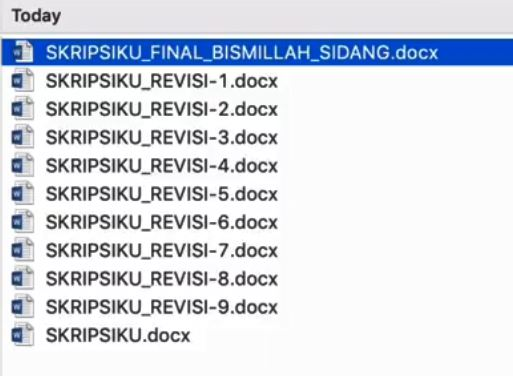 Today
SKRIPSIKU_FINAL_BISMILLAH_SIDANG.docx
SKRIPSIKU_REVISI-1.docx
SKRIPSIKU_REVISI-2.docx
SKRIPSIKU_REVISI-3.docx
SKRIPSIKU_REVISI-4.docx
SKRIPSIKU_REVISI-5.docx
SKRIPSIKU_REVISI-6.docx
SKRIPSIKU_REVISI-7.docx
SKRIPSIKU_REVISI-8.docx
SKRIPSIKU_REVISI-9.docx
SKRIPSIKU.docx